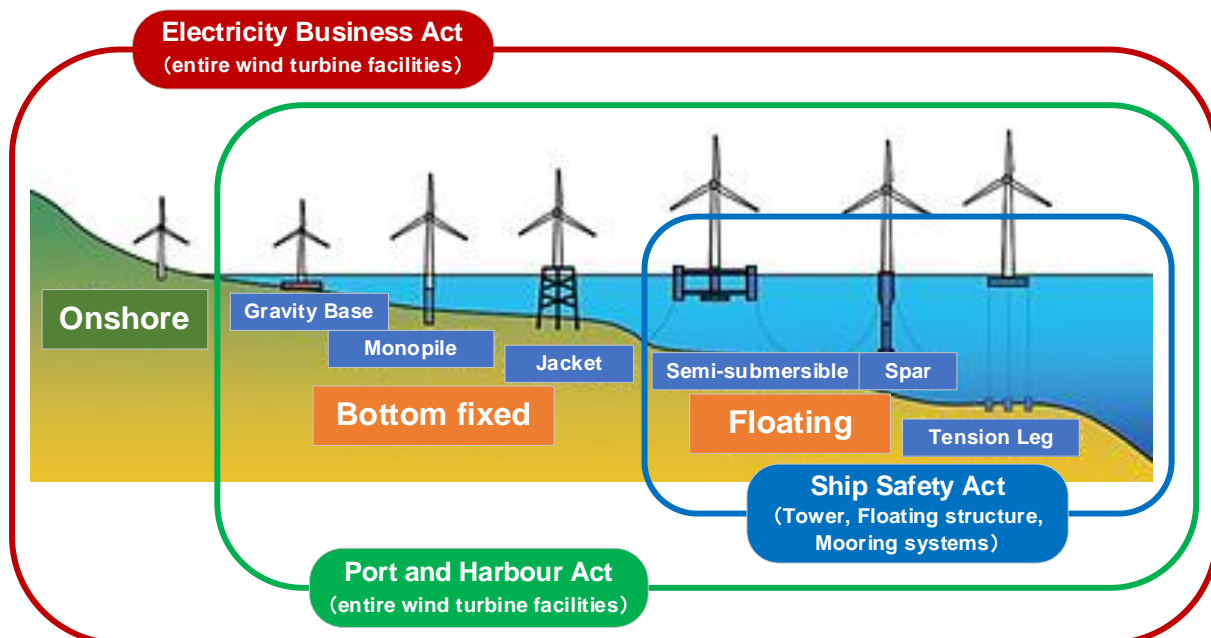 Electricity Business Act
（entire wind turbine facilities）
Onshore
Gravity Base
Monopile
Jacket
Semi-submersible
Spar
Bottom fixed
Floating
Tension Leg
Ship Safety Act
（Tower, Floating structure,
Mooring systems）
Port and Harbour Act
（entire wind turbine facilities）